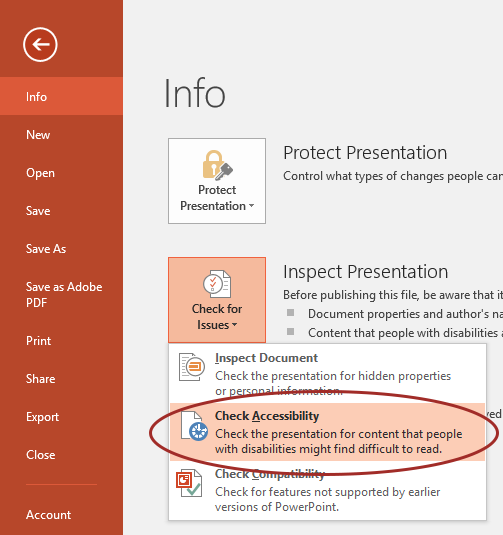 Info
New
Open
Save
Save As
Save as Adobe
PDF
Print
Share
Export
Close
Account
Info
Protect
Presentation
Protect Presentation
Control what types of changes people can
Check for
Issues
Inspect Presentation
Before publishing this file, be aware that it
Document properties and author's na
Content that people with disabilities a
Inspect Document
Check the presentation for hidden properties
or personal information.
Check Accessibility
Check the presentation for content that people
with disabilities might find difficult to read.
Check Compatibility
Check for features not supported by earlier
versions of PowerPoint.
ved